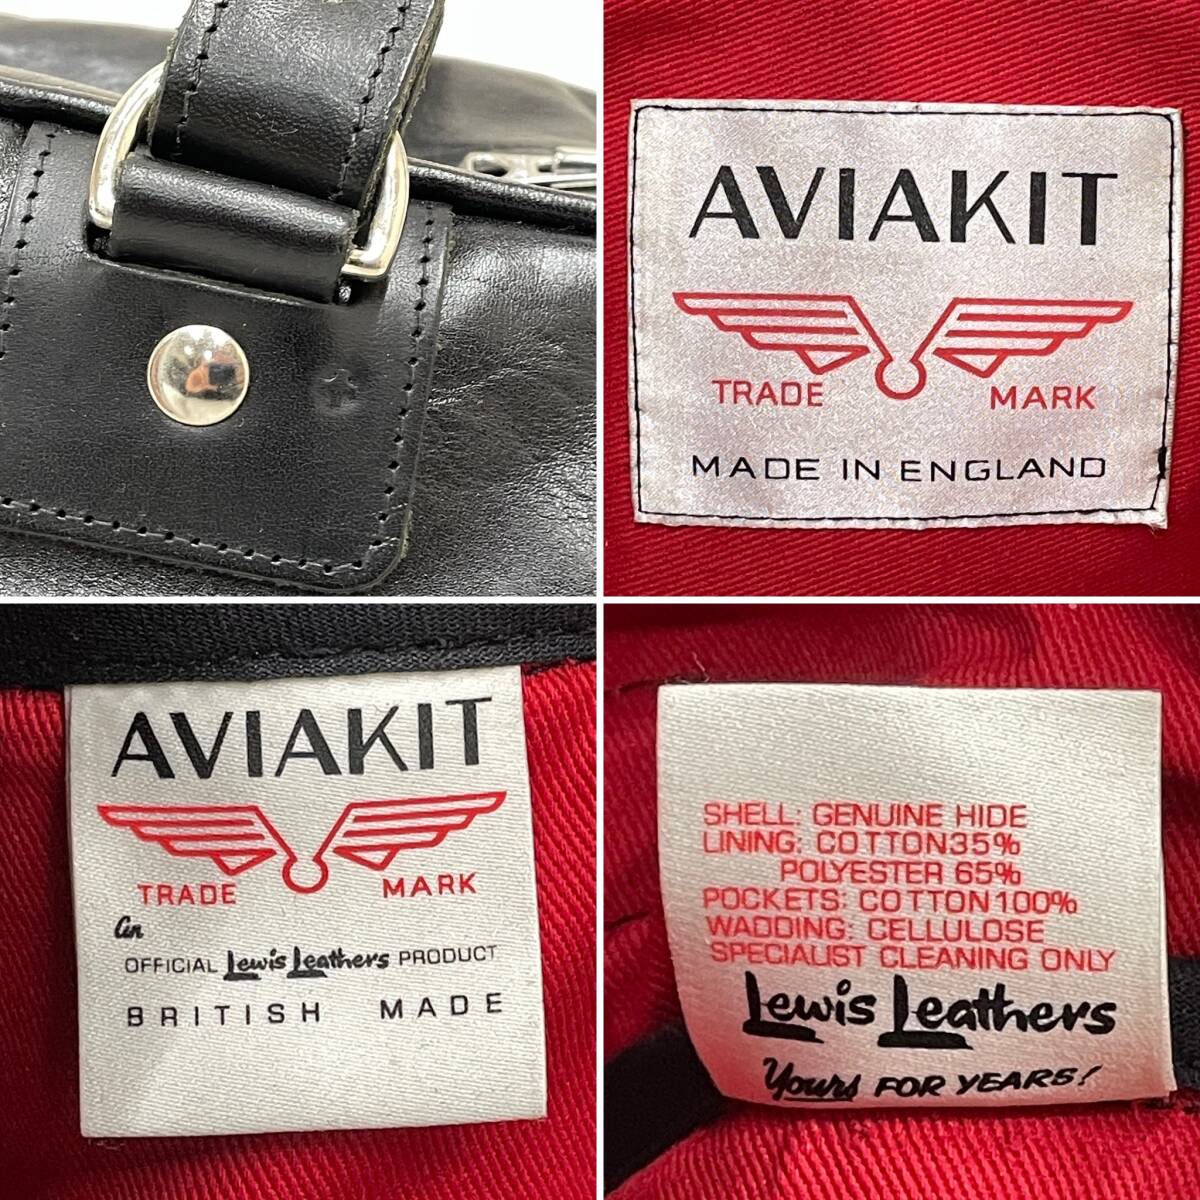 AVIAKIT
TRADE MARK
MADE IN ENGLAND
AVIAKIT
TRADE MARK
An
OFFICIAL Lewis Leathers PRODUCT
BRITISH MADE
SHELL: GENUINE HIDE
LINING: COTTON35%
POLYESTER 65%
POCKETS: COTTON100%
WADDING: CELLULOSE
SPECIALIST CLEANING ONLY
Lewis Leathers
Yours FOR YEARS!